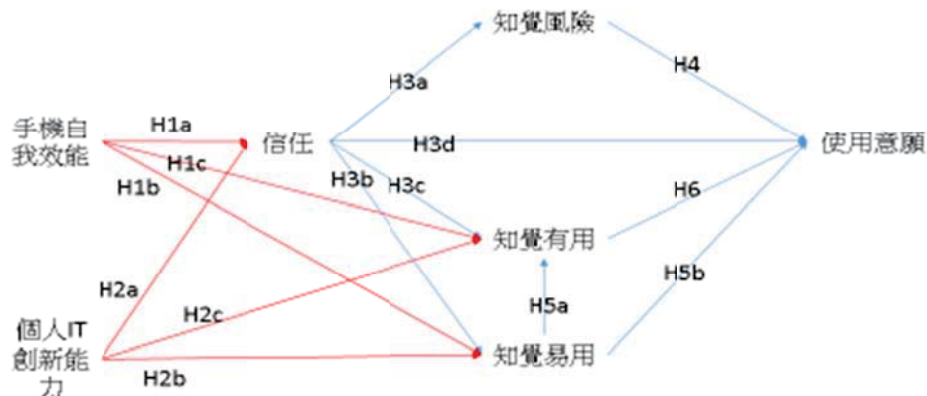 知覺風險
H3a
H4
手機自
我效能
H1a
信任
H3d
使用意願
H1c
H1b
H3b
H3c
H6
知覺有用
H2a
H2c
H5a
H5b
個人IT
創新能
力
H2b
知覺易用